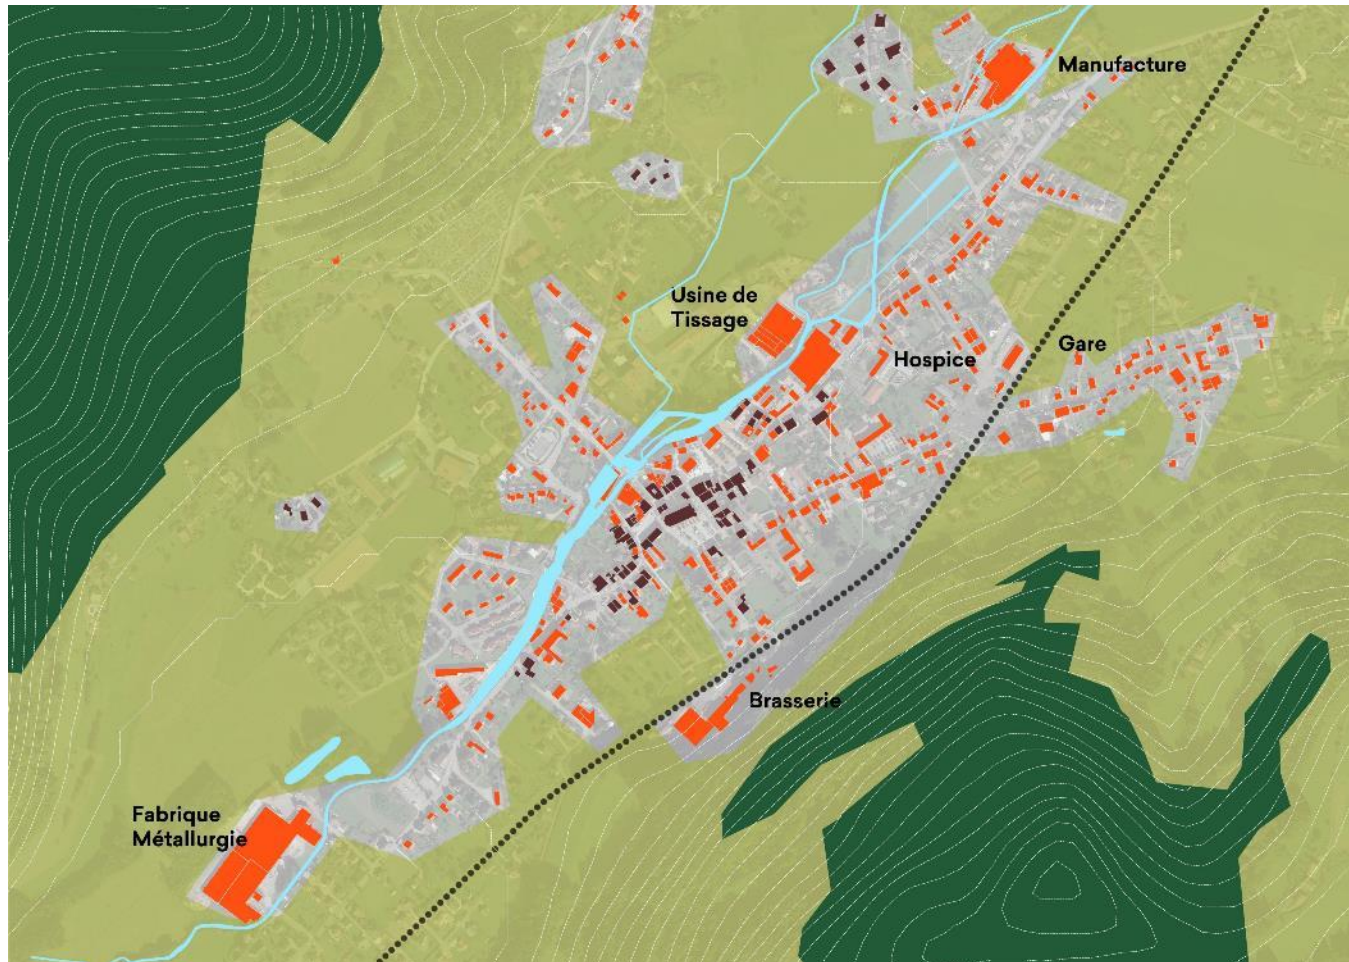 Manufacture
Usine de
Tissage
Hospice
Gare
Brasserie
Fabrique
Métallurgie